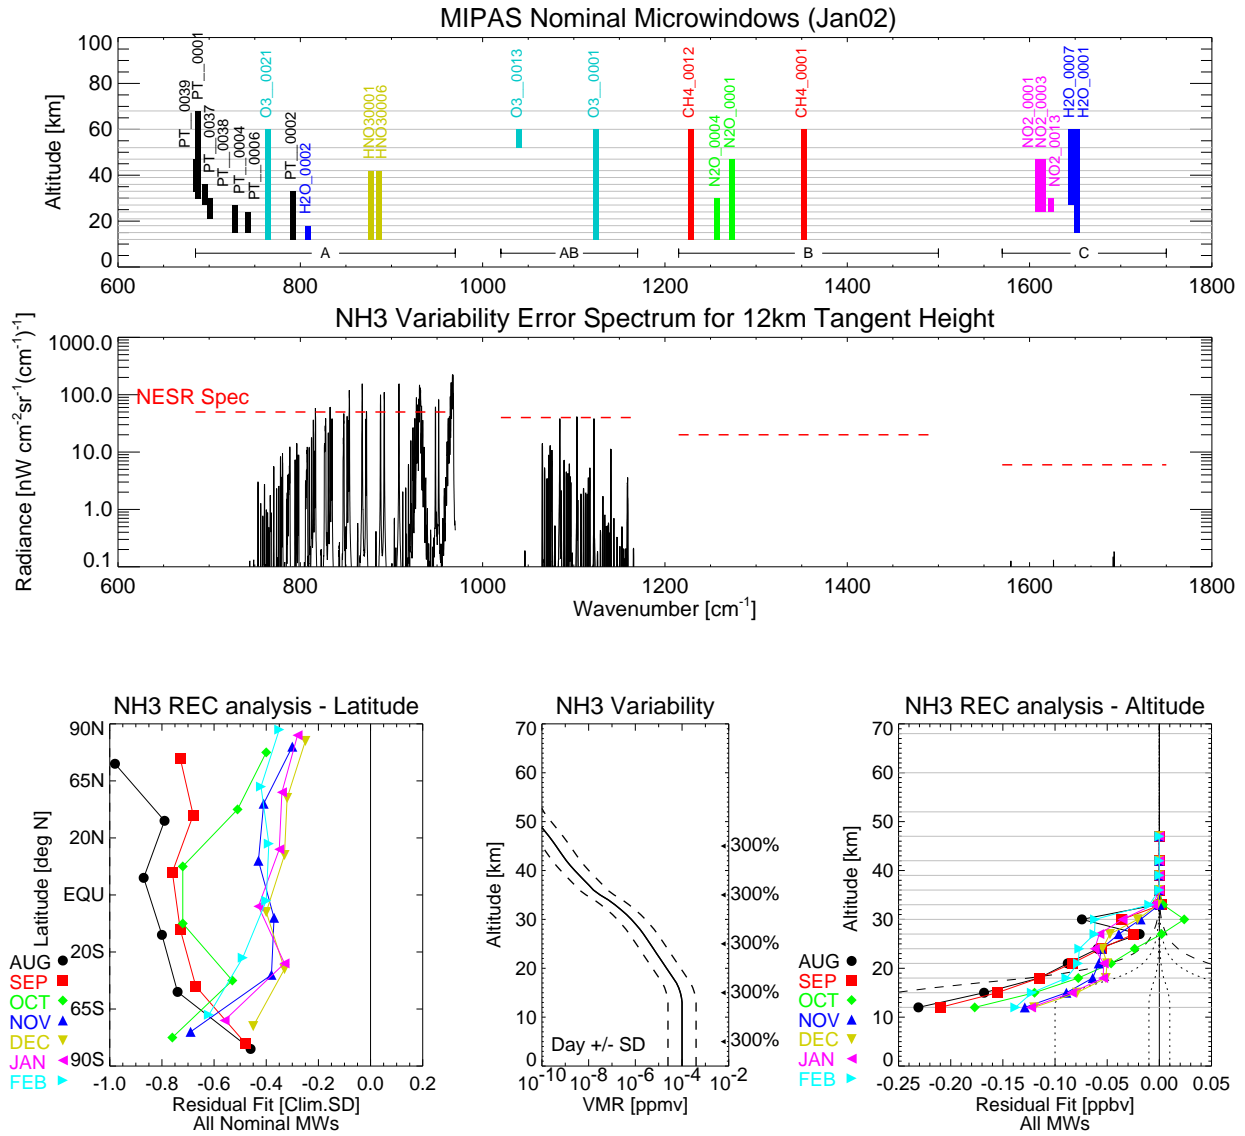 MIPAS Nominal Microwindows (Jan02)
Altitude [km]
100
80
60
40
20
0
PT__0039
PT__0001
PT__0037
PT__0038
PT__0004
PT__0006
O3__0021
PT__0002
H2O_0002
HNO30001
HNO30006
O3__0013
O3__0001
CH4_0012
N2O_0004
N2O_0001
CH4_0001
NO2_0001
NO2_0003
NO2_0013
H2O_0007
H2O_0001
A
AB
B
C
600 800 1000 1200 1400 1600 1800
NH3 Variability Error Spectrum for 12km Tangent Height
Radiance [nW cm-2sr-1(cm-1)-1]
1000.0
100.0
10.0
1.0
0.1
NESR Spec
600 800 1000 1200 1400 1600 1800
Wavenumber [cm-1]
NH3 REC analysis - Latitude
Latitude [deg N]
90N
65N
20N
EQU
20S
65S
90S
AUG
SEP
OCT
NOV
DEC
JAN
FEB
-1.0 -0.8 -0.6 -0.4 -0.2 0.0 0.2
Residual Fit [Clim.SD]
All Nominal MWs
NH3 Variability
Altitude [km]
70
60
50
40
30
20
10
0
300%
300%
300%
300%
300%
Day +/- SD
10-10 10-8 10-6 10-4 10-2
VMR [ppmv]
NH3 REC analysis - Altitude
Altitude [km]
70
60
50
40
30
20
10
0
AUG
SEP
OCT
NOV
DEC
JAN
FEB
-0.25 -0.20 -0.15 -0.10 -0.05 0.00 0.05
Residual Fit [ppbv]
All MWs